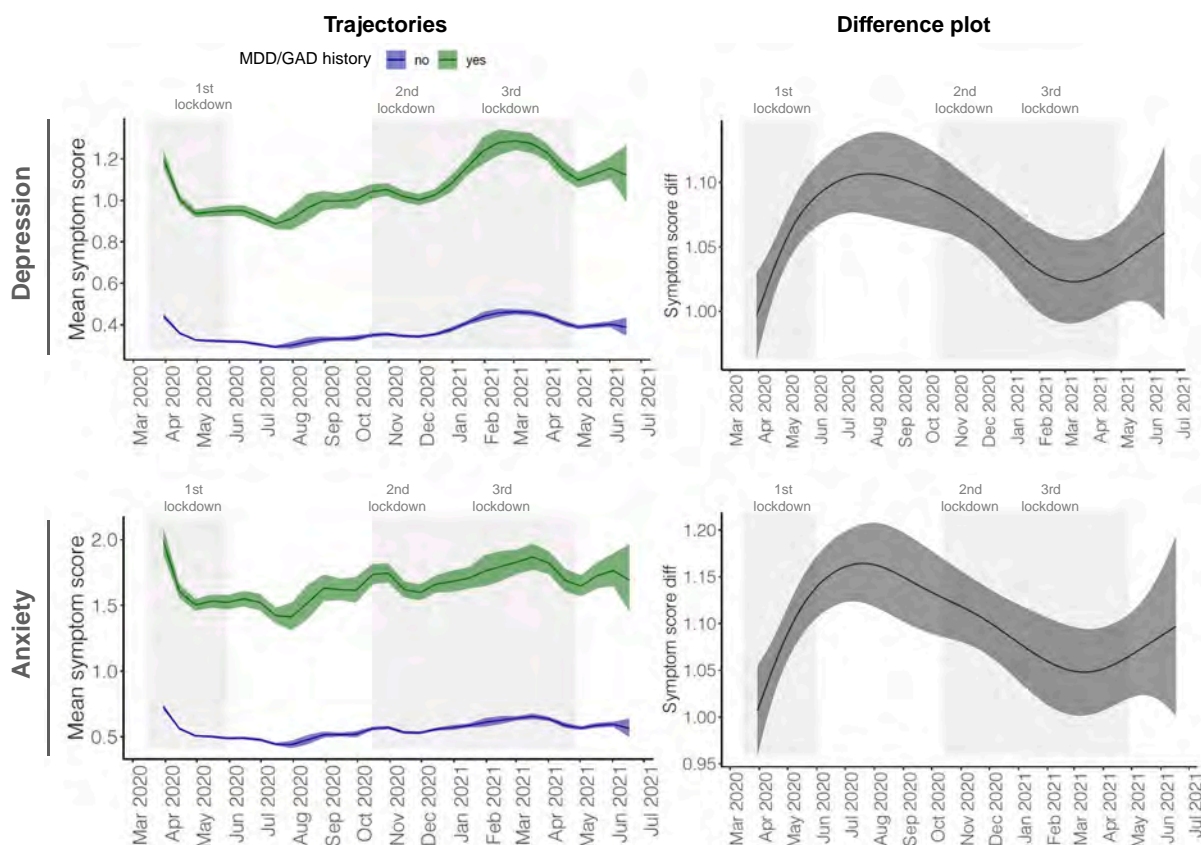 Trajectories
Difference plot
MDD/GAD history no yes
Depression
1st
lockdown
2nd
lockdown
3rd
lockdown
Mean symptom score
1.2
1.0
0.8
0.6
0.4
Mar 2020
Apr 2020
May 2020
Jun 2020
Jul 2020
Aug 2020
Sep 2020
Oct 2020
Nov 2020
Dec 2020
Jan 2021
Feb 2021
Mar 2021
Apr 2021
May 2021
Jun 2021
Jul 2021
1st
lockdown
2nd
lockdown
3rd
lockdown
Symptom score diff
1.10
1.05
1.00
Mar 2020
Apr 2020
May 2020
Jun 2020
Jul 2020
Aug 2020
Sep 2020
Oct 2020
Nov 2020
Dec 2020
Jan 2021
Feb 2021
Mar 2021
Apr 2021
May 2021
Jun 2021
Jul 2021
Anxiety
1st
lockdown
2nd
lockdown
3rd
lockdown
Mean symptom score
2.0
1.5
1.0
0.5
Mar 2020
Apr 2020
May 2020
Jun 2020
Jul 2020
Aug 2020
Sep 2020
Oct 2020
Nov 2020
Dec 2020
Jan 2021
Feb 2021
Mar 2021
Apr 2021
May 2021
Jun 2021
Jul 2021
1st
lockdown
2nd
lockdown
3rd
lockdown
Symptom score diff
1.20
1.15
1.10
1.05
1.00
0.95
Mar 2020
Apr 2020
May 2020
Jun 2020
Jul 2020
Aug 2020
Sep 2020
Oct 2020
Nov 2020
Dec 2020
Jan 2021
Feb 2021
Mar 2021
Apr 2021
May 2021
Jun 2021
Jul 2021